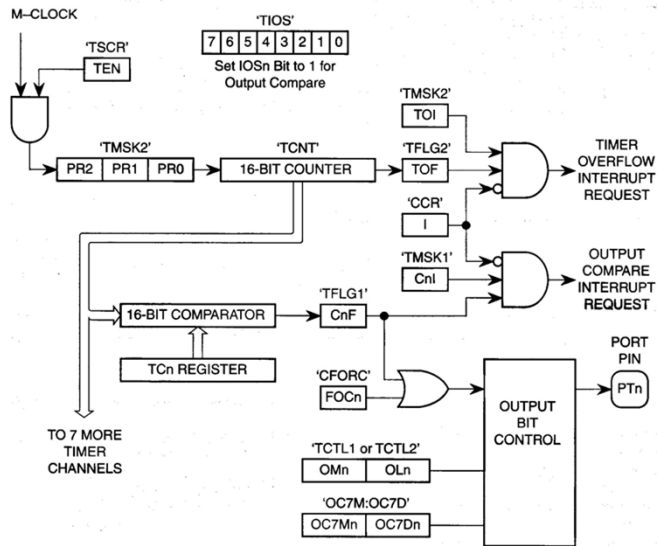 M–CLOCK
'TIOS'
7 6 5 4 3 2 1 0
Set IOSn Bit to 1 for
Output Compare
'TSCR'
TEN
'TMSK2'
TOI
'TMSK2'
PR2 PR1 PR0
'TCNT'
16-BIT COUNTER
'TFLG2'
TOF
TIMER
OVERFLOW
INTERRUPT
REQUEST
'CCR'
I
'TMSK1'
CnI
OUTPUT
COMPARE
INTERRUPT
REQUEST
16-BIT COMPARATOR
'TFLG1'
CnF
TCn REGISTER
'CFORC'
FOCn
PORT
PIN
PTn
OUTPUT
BIT
CONTROL
TO 7 MORE
TIMER
CHANNELS
'TCTL1 or TCTL2'
OMn OLn
'OC7M:OC7D'
OC7Mn OC7Dn